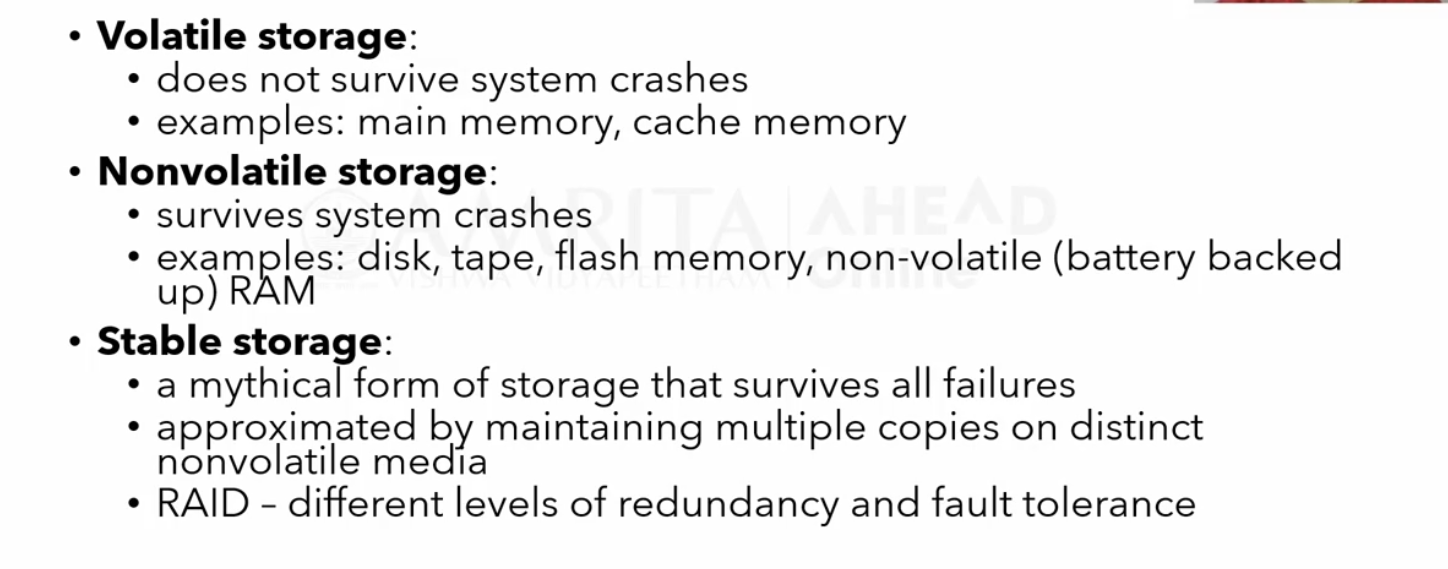 • Volatile storage:
• does not survive system crashes
• examples: main memory, cache memory
• Nonvolatile storage:
• survives system crashes
• examples: disk, tape, flash memory, non-volatile (battery backed
up) RAM
• Stable storage:
• a mythical form of storage that survives all failures
• approximated by maintaining multiple copies on distinct
nonvolatile media
• RAID – different levels of redundancy and fault tolerance
AMRITA AHEAD
VISHWA VIDYAPEETHAM Online